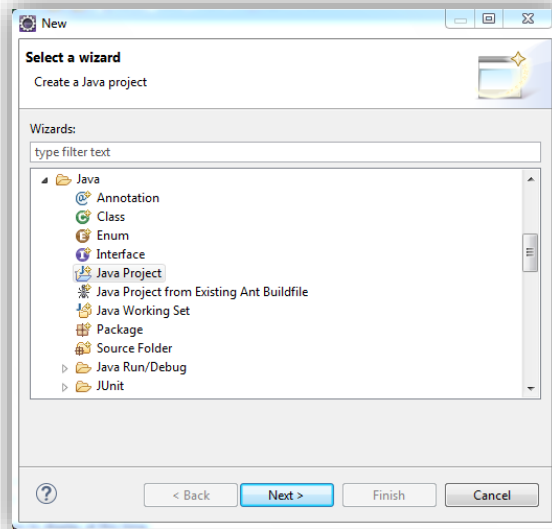 New
Select a wizard
Create a Java project
Wizards:
type filter text
Java
Annotation
Class
Enum
Interface
Java Project
Java Project from Existing Ant Buildfile
Java Working Set
Package
Source Folder
Java Run/Debug
JUnit
< Back Next > Finish Cancel